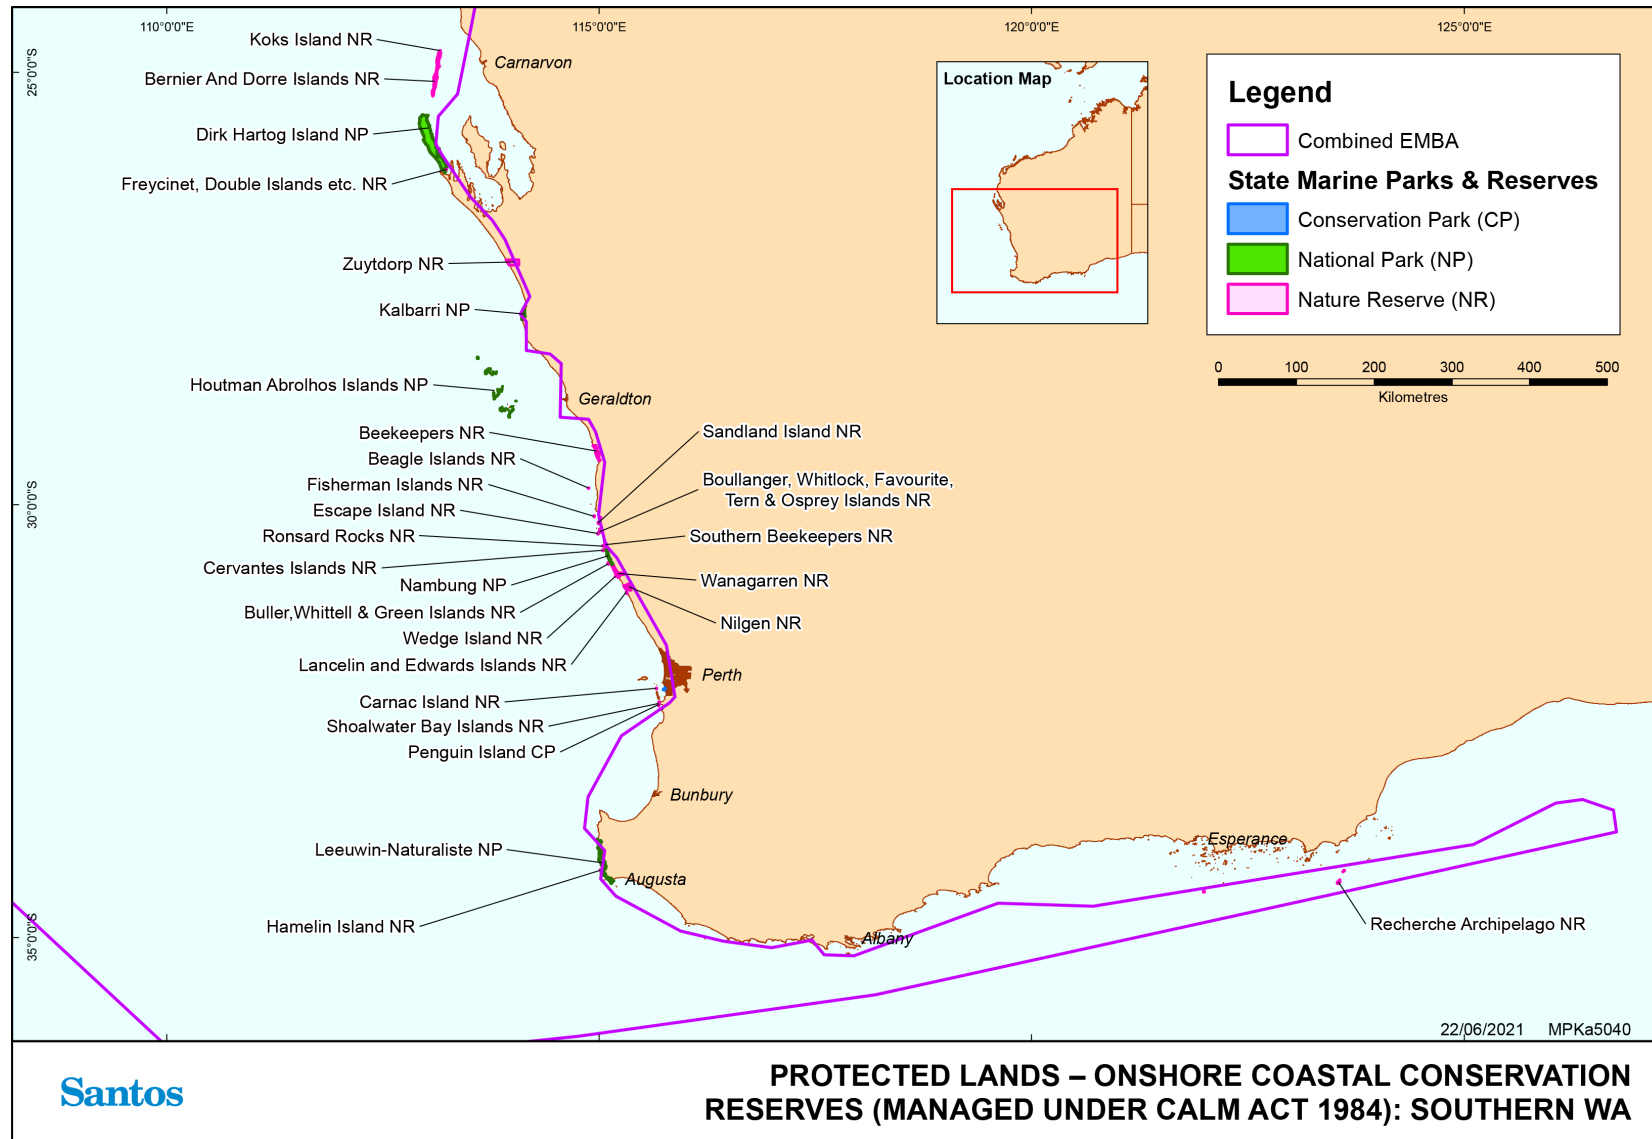 110°0'0"E
115°0'0"E
120°0'0"E
125°0'0"E
25°0'0"S
30°0'0"S
35°0'0"S
Koks Island NR
Bernier And Dorre Islands NR
Dirk Hartog Island NP
Freycinet, Double Islands etc. NR
Zuytdorp NR
Kalbarri NP
Houtman Abrolhos Islands NP
Beekeepers NR
Beagle Islands NR
Fisherman Islands NR
Escape Island NR
Ronsard Rocks NR
Cervantes Islands NR
Nambung NP
Buller,Whittell & Green Islands NR
Wedge Island NR
Lancelin and Edwards Islands NR
Carnac Island NR
Shoalwater Bay Islands NR
Penguin Island CP
Leeuwin-Naturaliste NP
Hamelin Island NR
Carnarvon
Geraldton
Sandland Island NR
Boullanger, Whitlock, Favourite,
Tern & Osprey Islands NR
Southern Beekeepers NR
Wanagarren NR
Nilgen NR
Perth
Bunbury
Augusta
Albany
Esperance
Recherche Archipelago NR
Location Map
Legend
Combined EMBA
State Marine Parks & Reserves
Conservation Park (CP)
National Park (NP)
Nature Reserve (NR)
0 100 200 300 400 500
Kilometres
22/06/2021 MPKa5040
Santos
PROTECTED LANDS – ONSHORE COASTAL CONSERVATION
RESERVES (MANAGED UNDER CALM ACT 1984): SOUTHERN WA